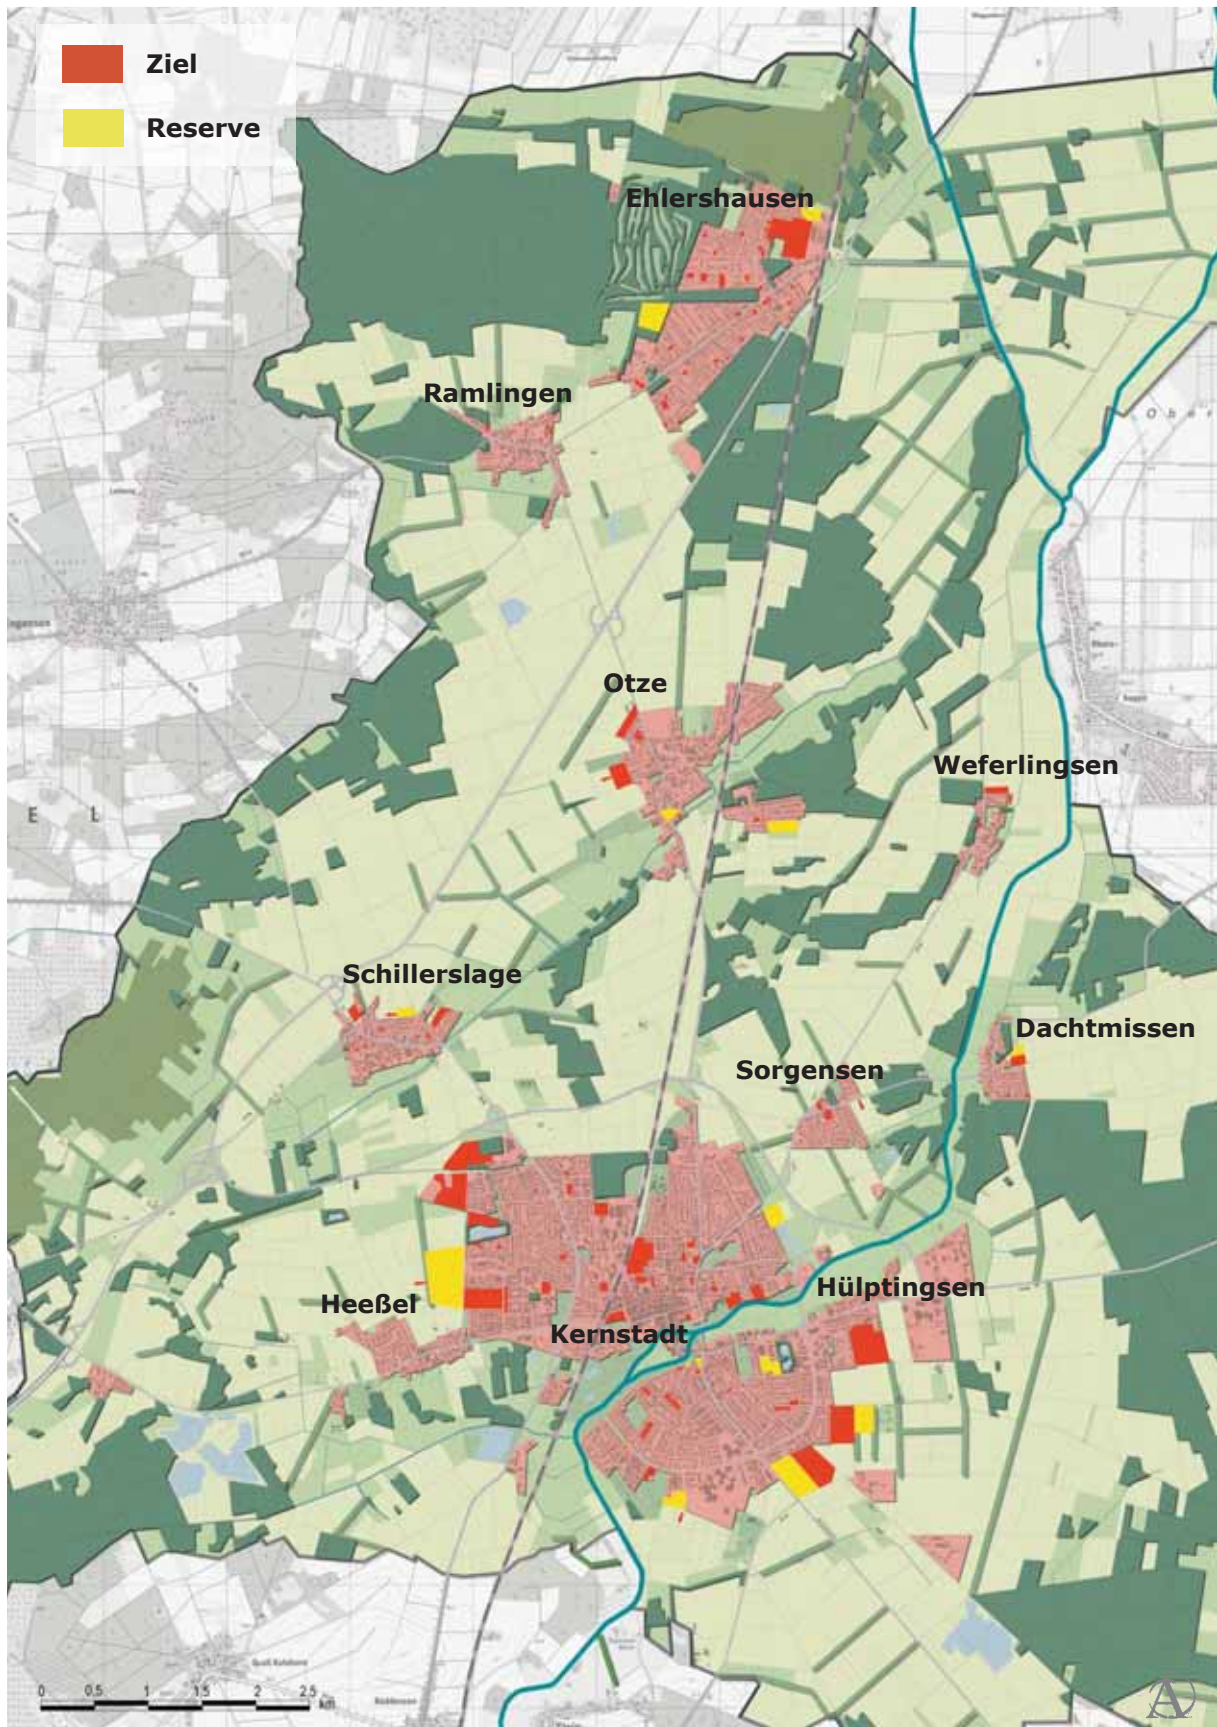 Ziel
Reserve
Ehlershausen
Ramlingen
Otze
Weferlingsen
E L
Schillerslage
Dachtmissen
Sorgensen
Hülptingsen
Heeßel
Kernstadt
0 0,5 1 1,5 2 2,5
km